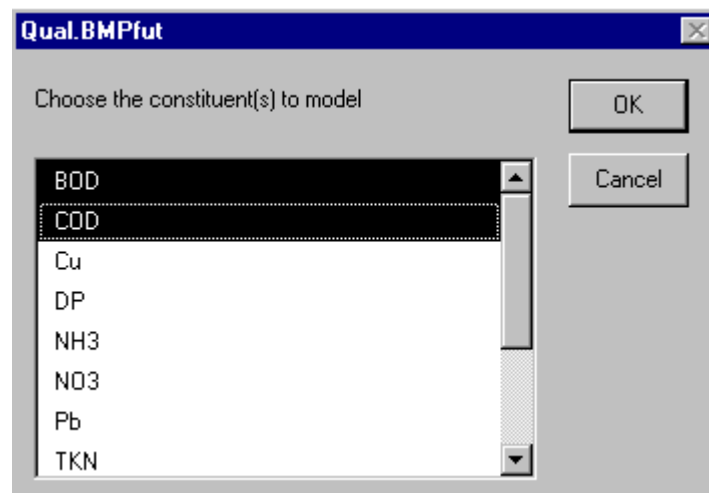 Qual.BMPfut
Choose the constituent(s) to model
OK
Cancel
BOD
COD
Cu
DP
NH3
NO3
Pb
TKN